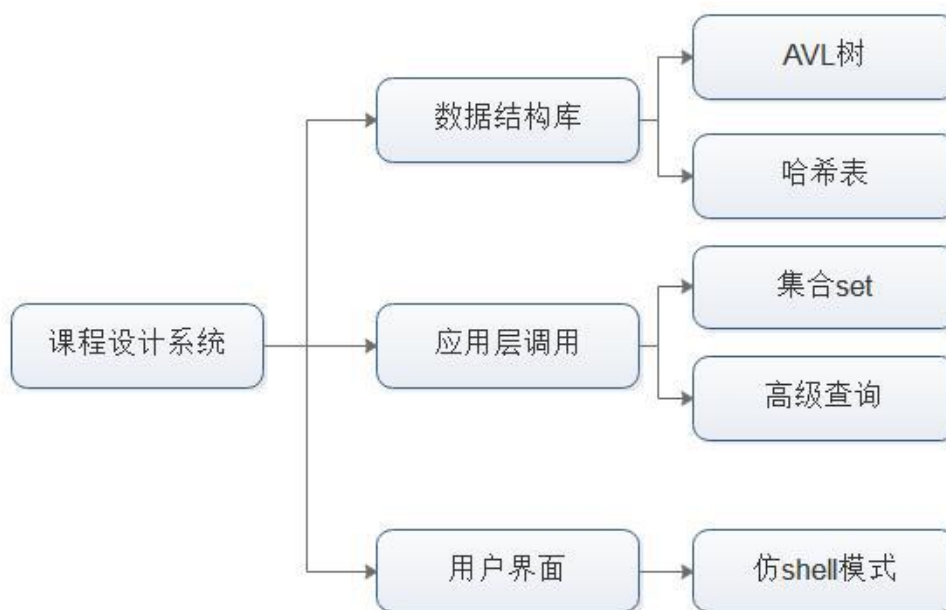 课程设计系统
数据结构库
AVL树
哈希表
应用层调用
集合set
高级查询
用户界面
仿shell模式